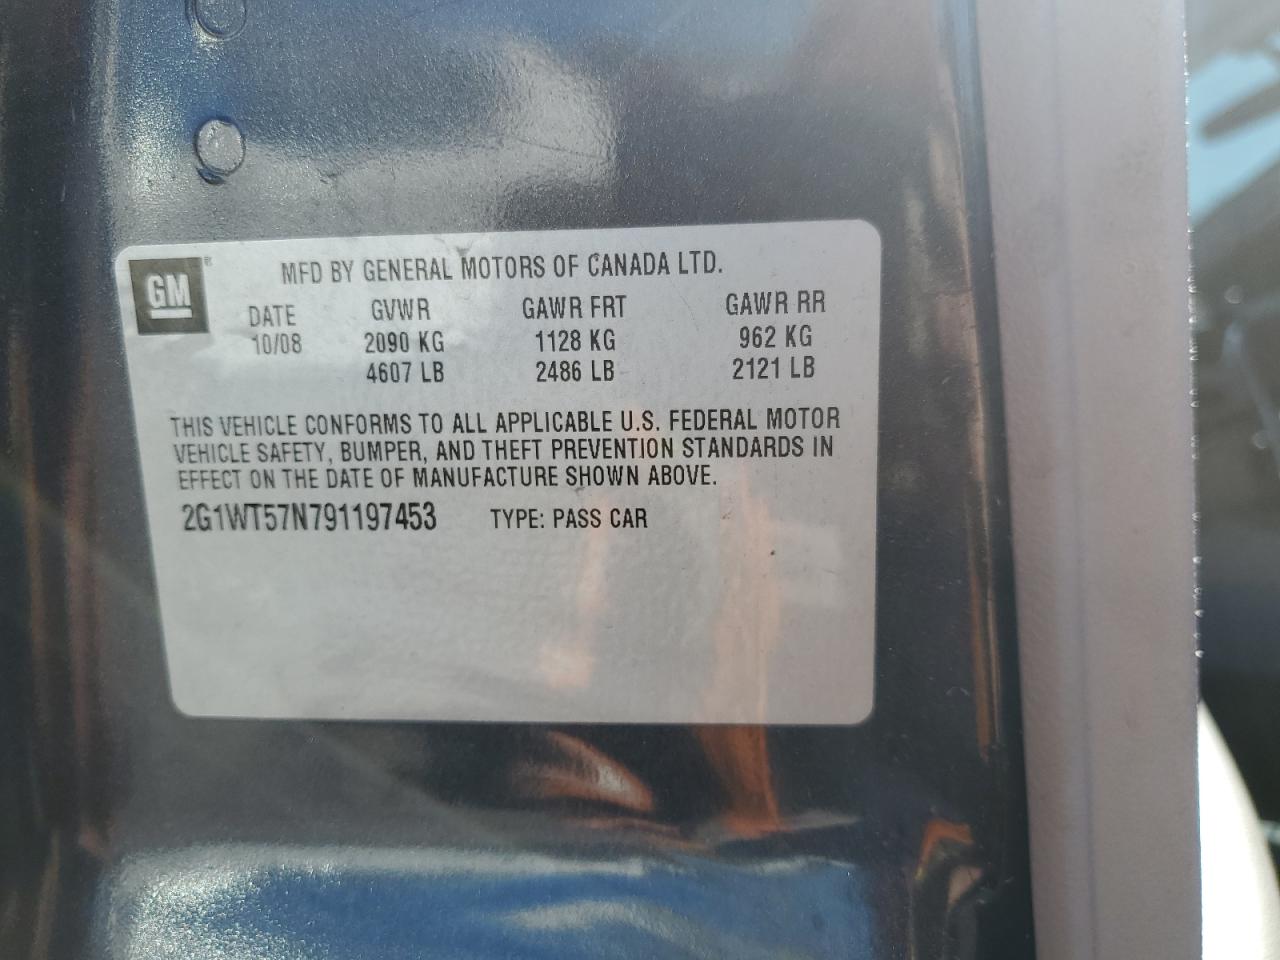 GM
MFD BY GENERAL MOTORS OF CANADA LTD.
DATE GVWR GAWR FRT GAWR RR
10/08 2090 KG 1128 KG 962 KG
4607 LB 2486 LB 2121 LB
THIS VEHICLE CONFORMS TO ALL APPLICABLE U.S. FEDERAL MOTOR
VEHICLE SAFETY, BUMPER, AND THEFT PREVENTION STANDARDS IN
EFFECT ON THE DATE OF MANUFACTURE SHOWN ABOVE.
2G1WT57N791197453 TYPE: PASS CAR